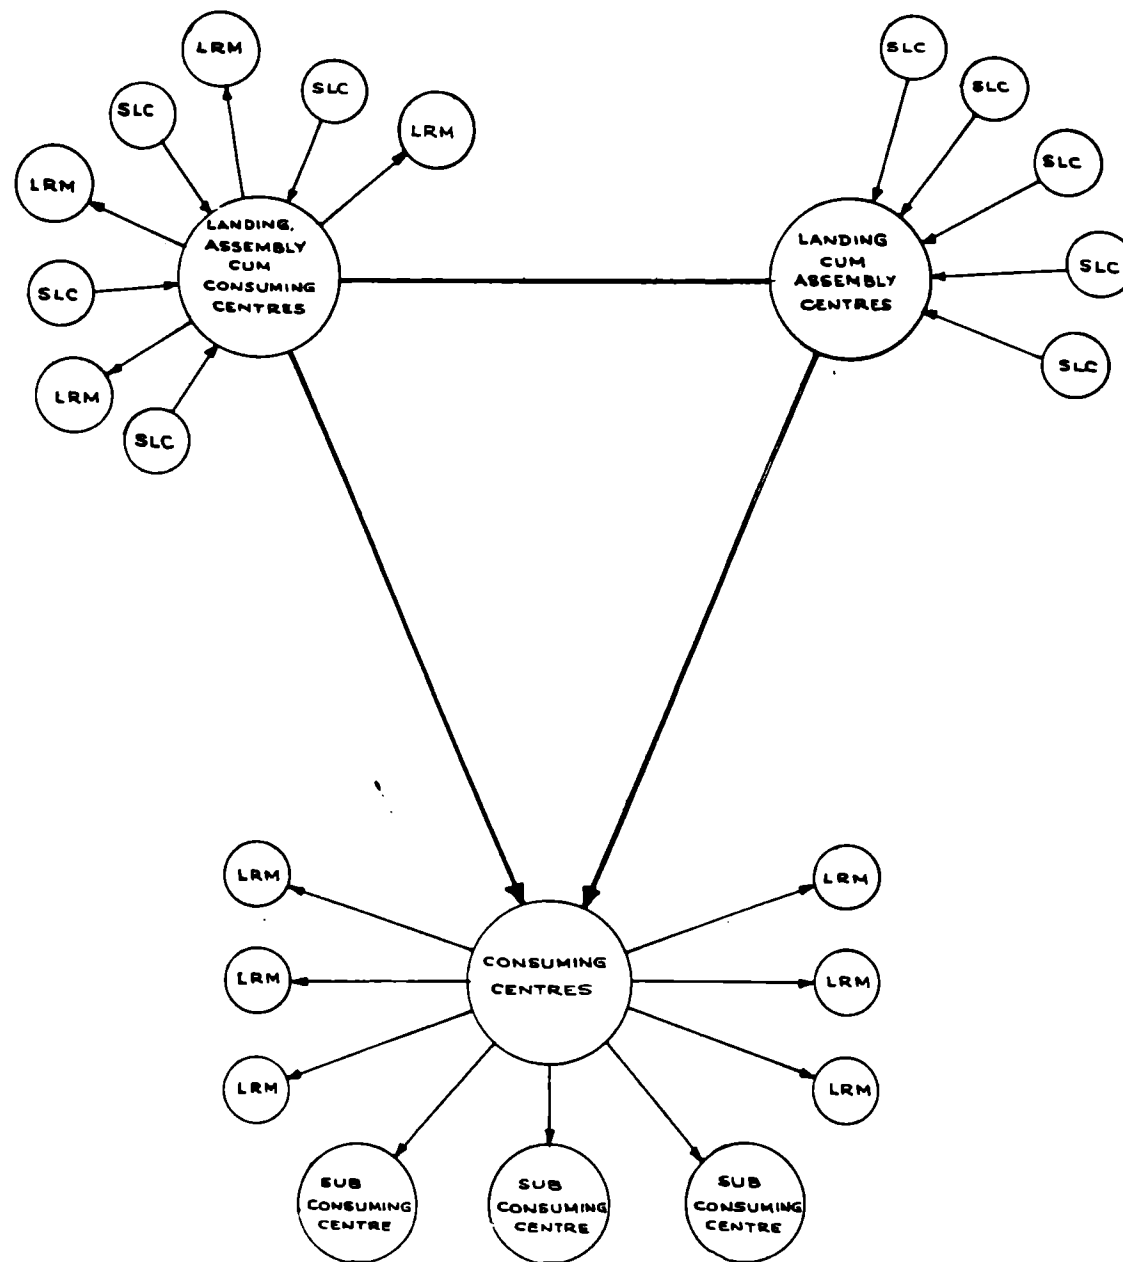 LRM
SLC
SLC
LRM
LRM
SLC
LRM
SLC
LANDING,
ASSEMBLY
CUM
CONSUMING
CENTRES
SLC
SLC
SLC
SLC
SLC
LANDING
CUM
ASSEMBLY
CENTRES
LRM
LRM
LRM
CONSUMING
CENTRES
LRM
LRM
LRM
SUB
CONSUMING
CENTRE
SUB
CONSUMING
CENTRE
SUB
CONSUMING
CENTRE